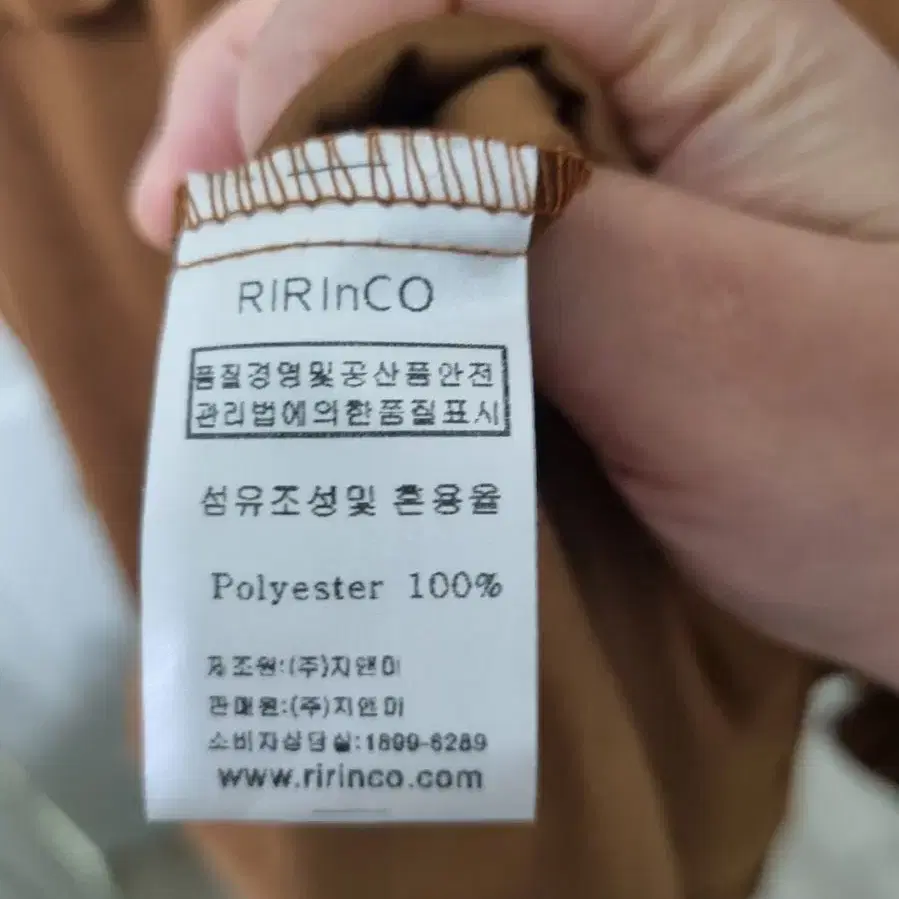 RIRInCO
품질경영및공산품안전
관리법에의한품질표시
섬유조성및 혼용율
Polyester 100%
제조원:(주)지앤미
판매원:(주)지앤미
소비자상담실:1899-6289
www.ririnco.com